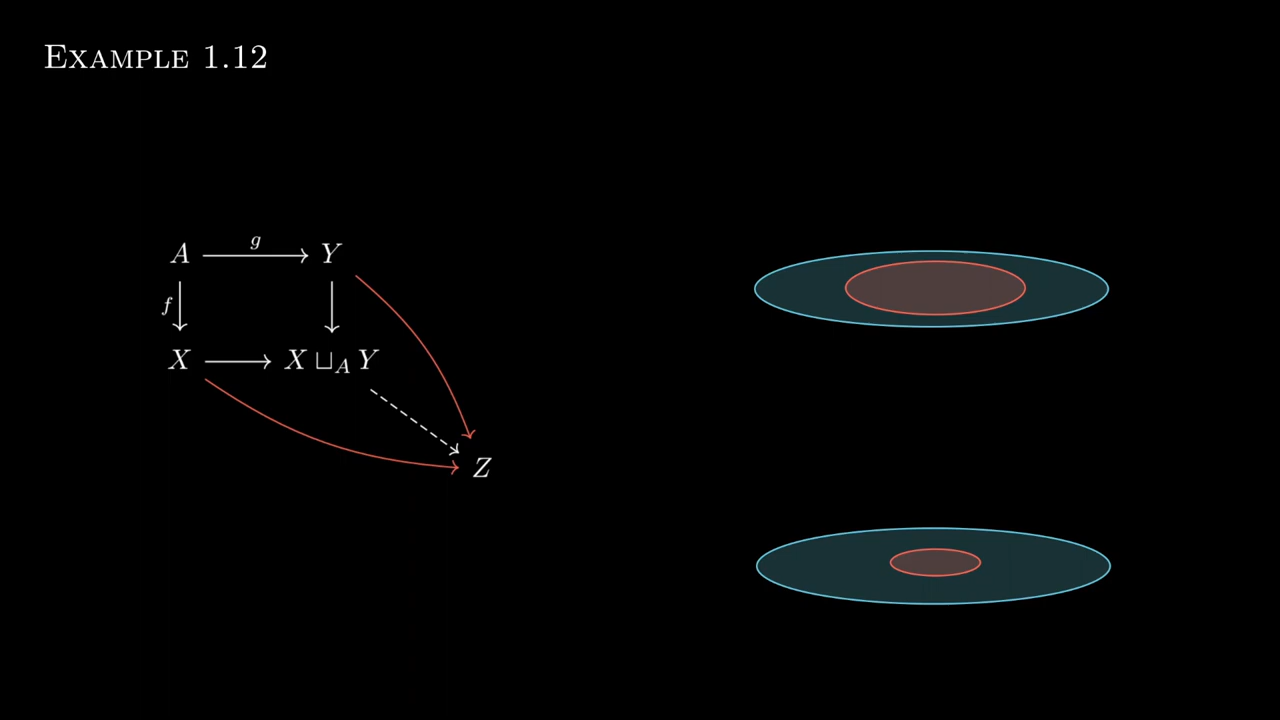 EXAMPLE 1.12
A g Y
f
X X ⊔_A Y
Z